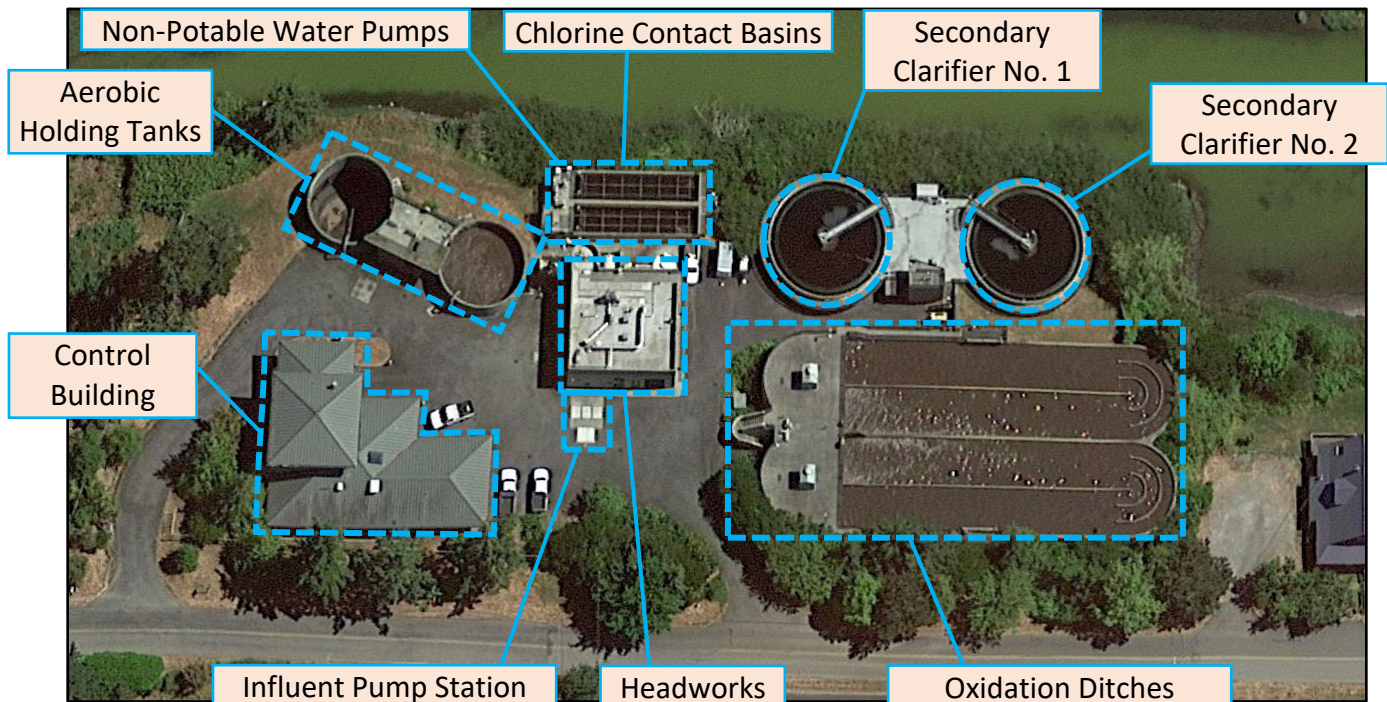 Non-Potable Water Pumps
Chlorine Contact Basins
Secondary
Clarifier No. 1
Aerobic
Holding Tanks
Secondary
Clarifier No. 2
Control
Building
Influent Pump Station
Headworks
Oxidation Ditches